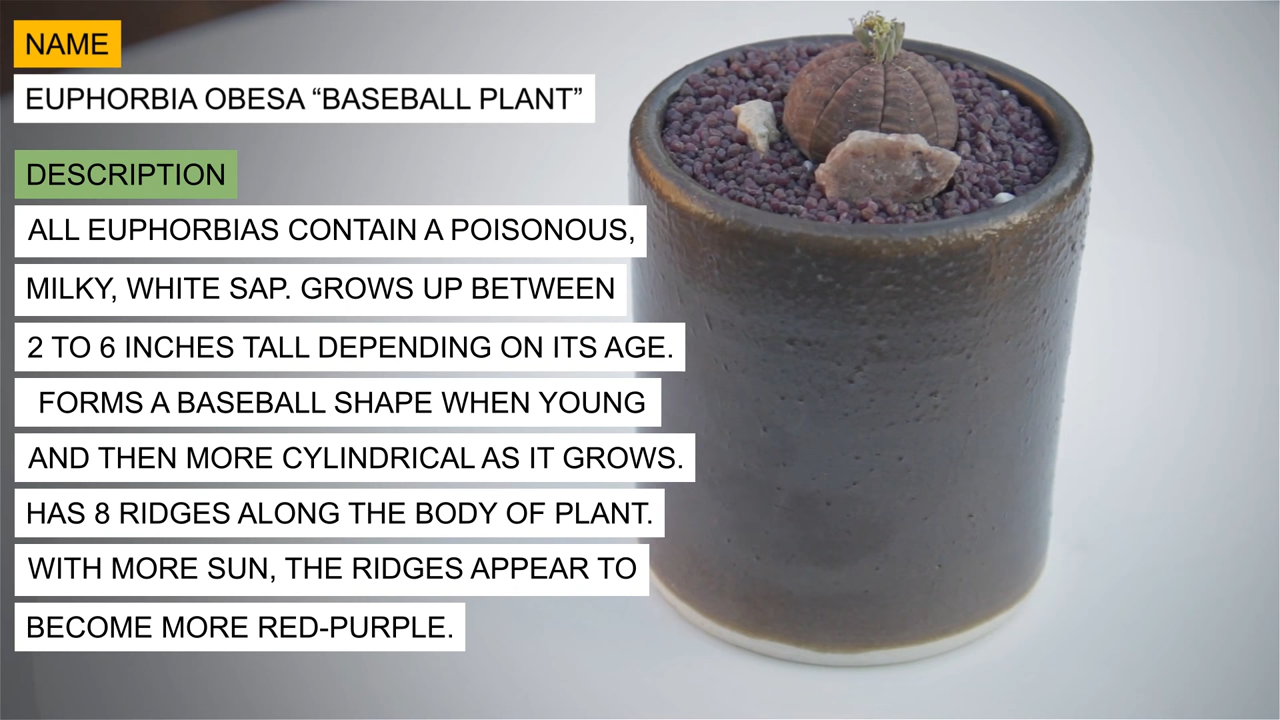 NAME
EUPHORBIA OBESA “BASEBALL PLANT”
DESCRIPTION
ALL EUPHORBIAS CONTAIN A POISONOUS,
MILKY, WHITE SAP. GROWS UP BETWEEN
2 TO 6 INCHES TALL DEPENDING ON ITS AGE.
FORMS A BASEBALL SHAPE WHEN YOUNG
AND THEN MORE CYLINDRICAL AS IT GROWS.
HAS 8 RIDGES ALONG THE BODY OF PLANT.
WITH MORE SUN, THE RIDGES APPEAR TO
BECOME MORE RED-PURPLE.